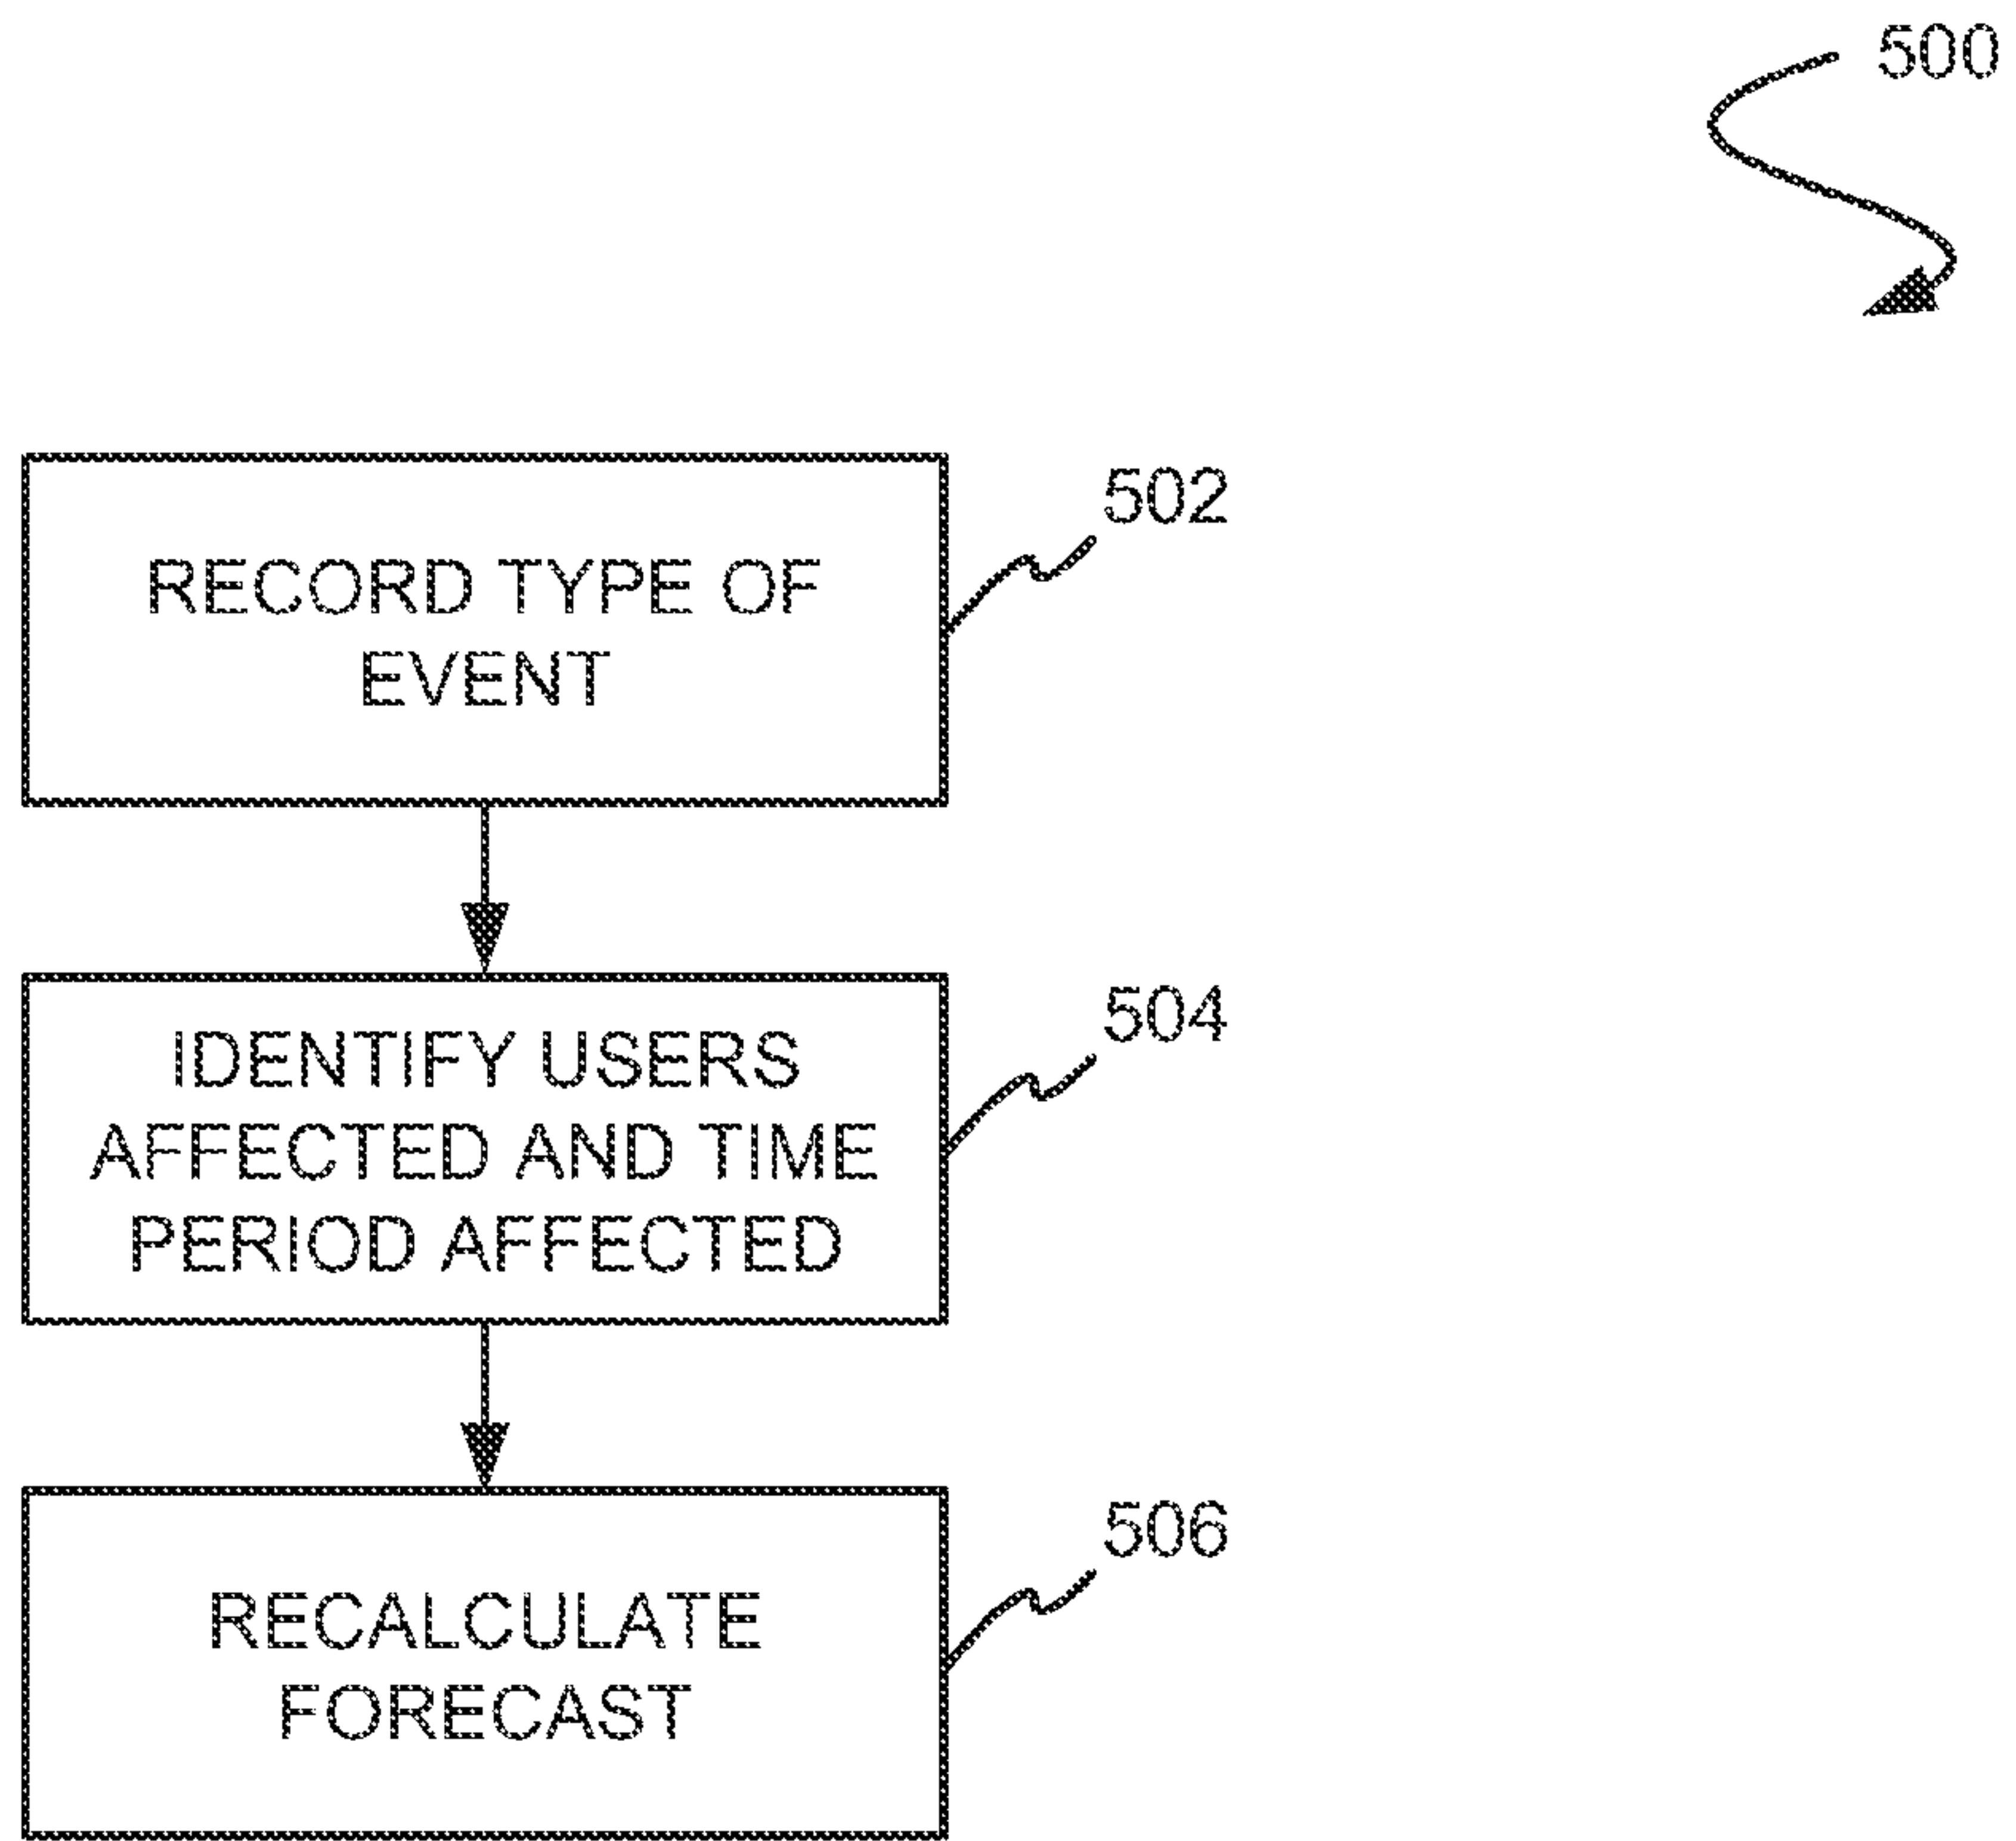 500
502
RECORD TYPE OF
EVENT
504
IDENTIFY USERS
AFFECTED AND TIME
PERIOD AFFECTED
506
RECALCULATE
FORECAST